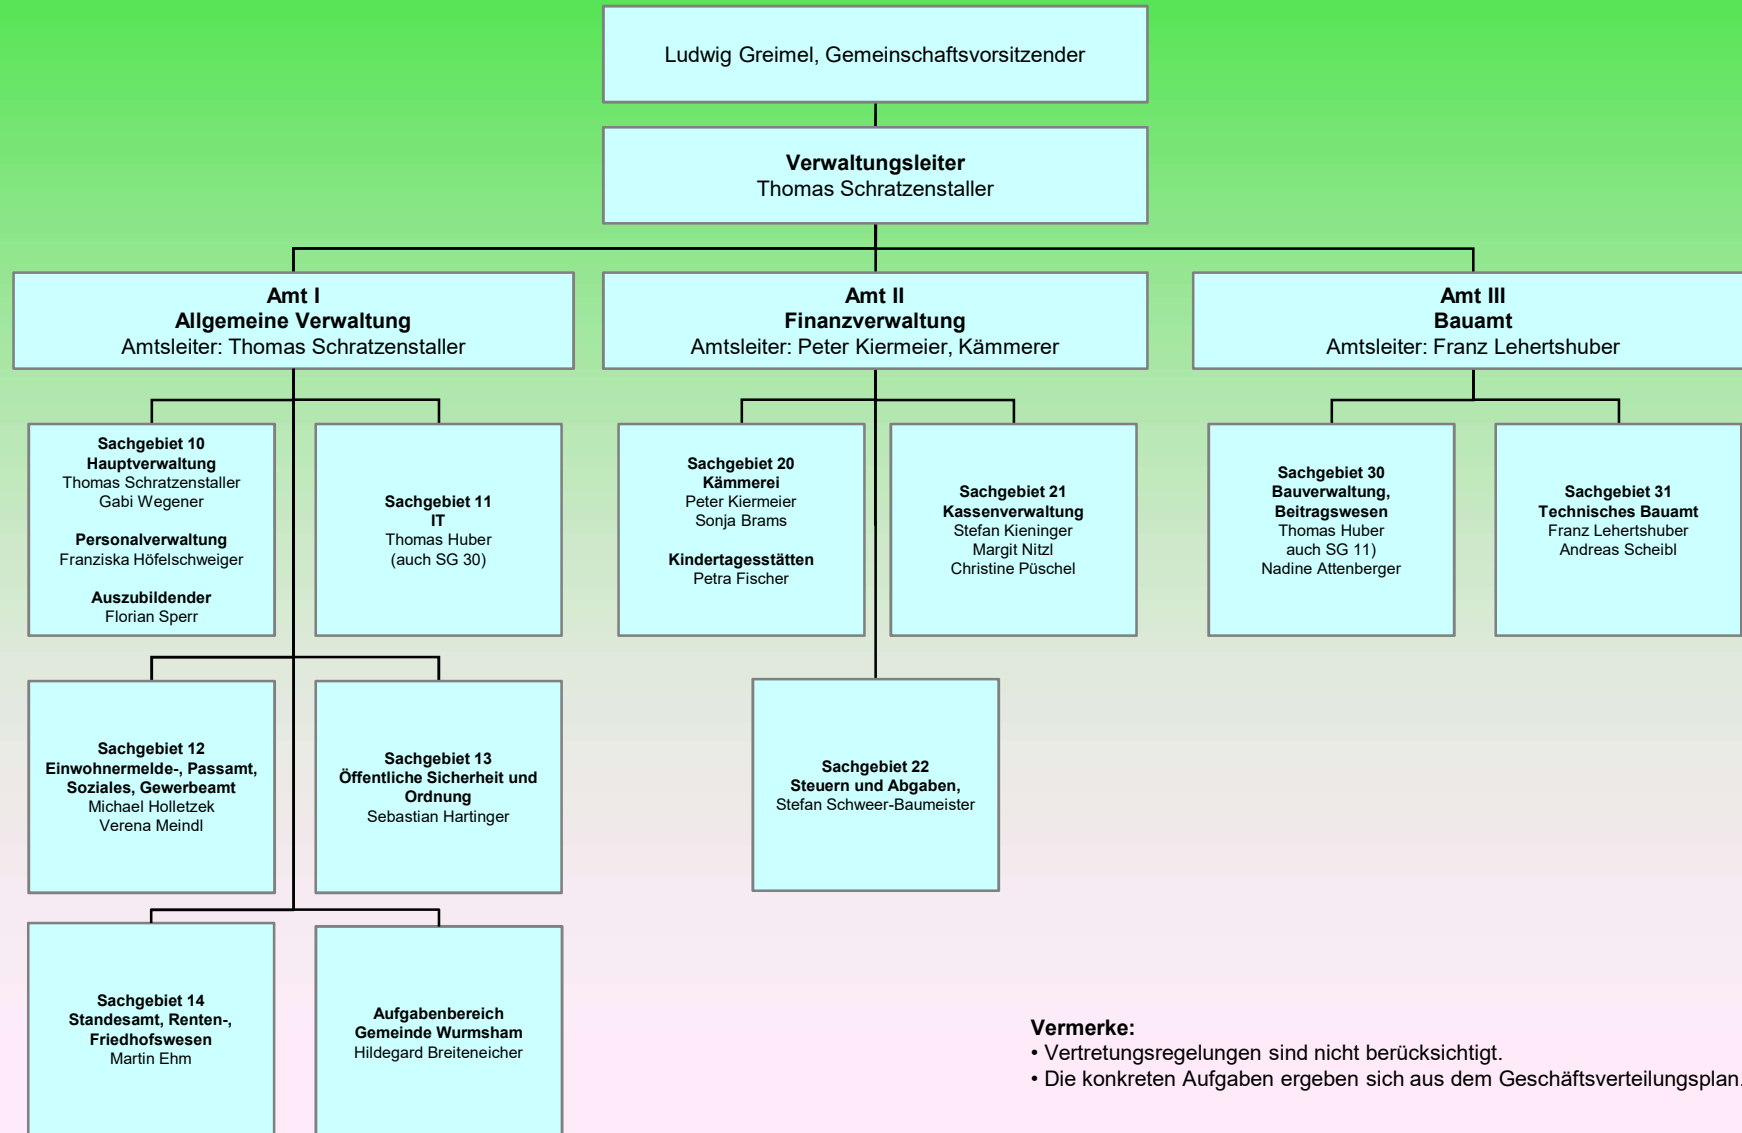 Ludwig Greimel, Gemeinschaftsvorsitzender
Verwaltungsleiter
Thomas Schratzenstaller
Amt I
Allgemeine Verwaltung
Amtsleiter: Thomas Schratzenstaller
Amt II
Finanzverwaltung
Amtsleiter: Peter Kiermeier, Kämmerer
Amt III
Bauamt
Amtsleiter: Franz Lehertshuber
Sachgebiet 10
Hauptverwaltung
Thomas Schratzenstaller
Gabi Wegener
Personalverwaltung
Franziska Höfelschweiger
Auszubildender
Florian Sperr
Sachgebiet 11
IT
Thomas Huber
(auch SG 30)
Sachgebiet 20
Kämmerei
Peter Kiermeier
Sonja Brams
Kindertagesstätten
Petra Fischer
Sachgebiet 21
Kassenverwaltung
Stefan Kieninger
Margit Nitzl
Christine Püschel
Sachgebiet 30
Bauverwaltung,
Beitragswesen
Thomas Huber
auch SG 11)
Nadine Attenberger
Sachgebiet 31
Technisches Bauamt
Franz Lehertshuber
Andreas Scheibl
Sachgebiet 12
Einwohnermelde-, Passamt,
Soziales, Gewerbeamt
Michael Holletzek
Verena Meindl
Sachgebiet 13
Öffentliche Sicherheit und
Ordnung
Sebastian Hartinger
Sachgebiet 22
Steuern und Abgaben,
Stefan Schweer-Baumeister
Sachgebiet 14
Standesamt, Renten-,
Friedhofswesen
Martin Ehm
Aufgabenbereich
Gemeinde Wurmsham
Hildegard Breiteneicher
Vermerke:
• Vertretungsregelungen sind nicht berücksichtigt.
• Die konkreten Aufgaben ergeben sich aus dem Geschäftsverteilungsplan.